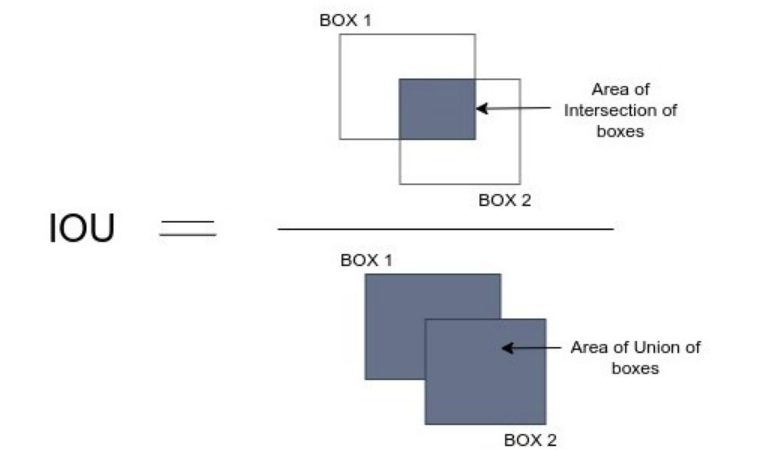 BOX 1
Area of
Intersection of
boxes
BOX 2
IOU =
BOX 1
Area of Union of
boxes
BOX 2